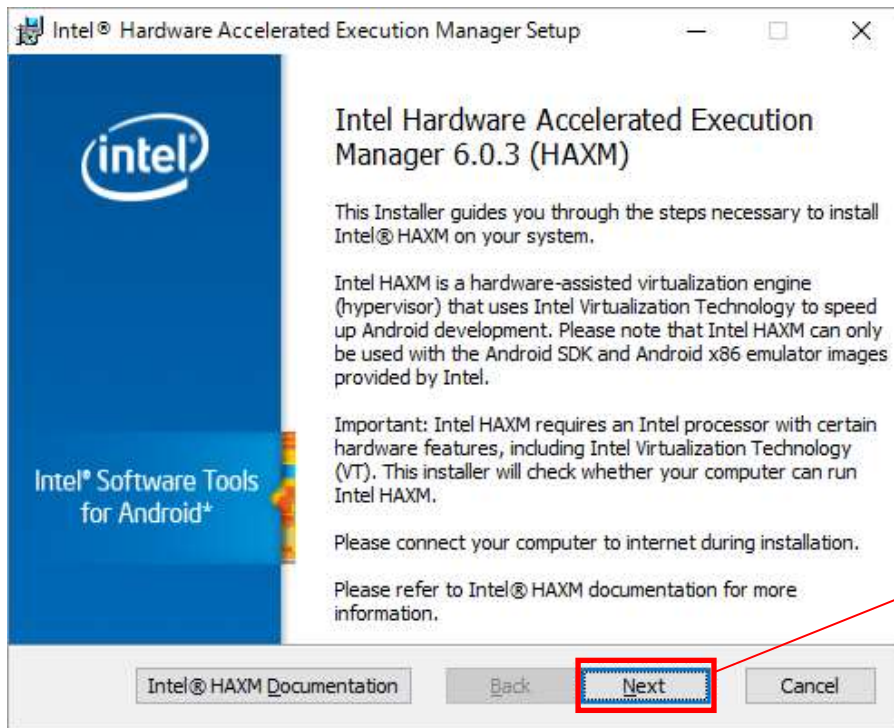 Intel® Hardware Accelerated Execution Manager Setup
intel
Intel® Software Tools
for Android*
Intel Hardware Accelerated Execution
Manager 6.0.3 (HAXM)
This Installer guides you through the steps necessary to install
Intel® HAXM on your system.
Intel HAXM is a hardware-assisted virtualization engine
(hypervisor) that uses Intel Virtualization Technology to speed
up Android development. Please note that Intel HAXM can only
be used with the Android SDK and Android x86 emulator images
provided by Intel.
Important: Intel HAXM requires an Intel processor with certain
hardware features, including Intel Virtualization Technology
(VT). This installer will check whether your computer can run
Intel HAXM.
Please connect your computer to internet during installation.
Please refer to Intel® HAXM documentation for more
information.
Intel® HAXM Documentation
Back
Next
Cancel